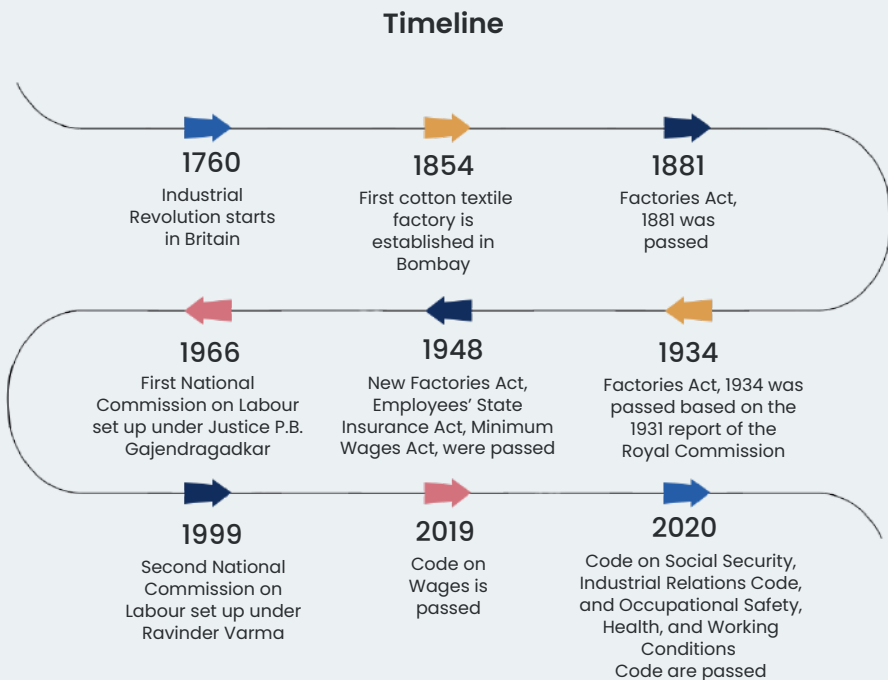 Timeline
1760
Industrial
Revolution starts
in Britain
1854
First cotton textile
factory is
established in
Bombay
1881
Factories Act,
1881 was
passed
1934
Factories Act, 1934 was
passed based on the
1931 report of the
Royal Commission
1948
New Factories Act,
Employees’ State
Insurance Act, Minimum
Wages Act, were passed
1966
First National
Commission on Labour
set up under Justice P.B.
Gajendragadkar
1999
Second National
Commission on
Labour set up under
Ravinder Varma
2019
Code on
Wages is
passed
2020
Code on Social Security,
Industrial Relations Code,
and Occupational Safety,
Health, and Working
Conditions
Code are passed